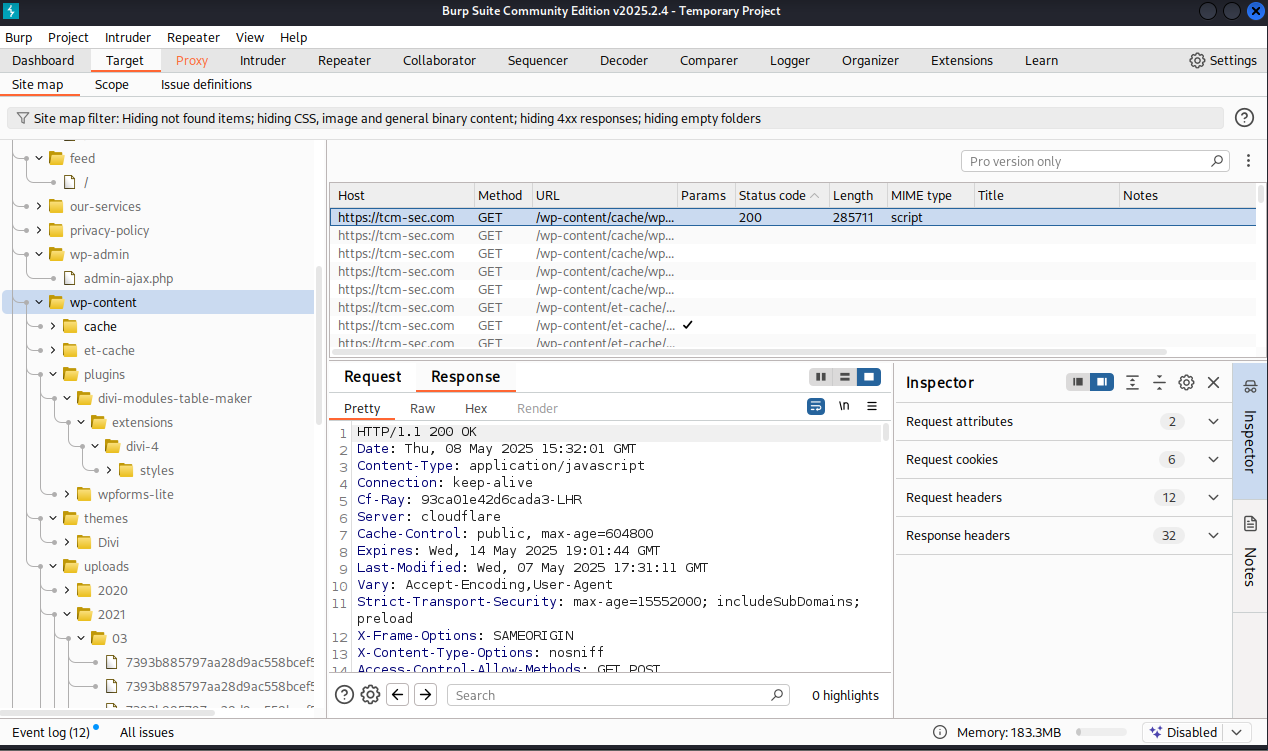 Burp Suite Community Edition v2025.2.4 - Temporary Project
Burp Project Intruder Repeater View Help
Dashboard Target Proxy Intruder Repeater Collaborator Sequencer Decoder Comparer Logger Organizer Extensions Learn Settings
Site map Scope Issue definitions
Site map filter: Hiding not found items; hiding CSS, image and general binary content; hiding 4xx responses; hiding empty folders
feed
/
our-services
privacy-policy
wp-admin
admin-ajax.php
wp-content
cache
et-cache
plugins
divi-modules-table-maker
extensions
divi-4
styles
wpforms-lite
themes
Divi
uploads
2020
2021
03
7393b885797aa28d9ac558bcef5
7393b885797aa28d9ac558bcef5
Pro version only
Host Method URL Params Status code Length MIME type Title Notes
https://tcm-sec.com GET /wp-content/cache/wp... 200 285711 script
https://tcm-sec.com GET /wp-content/cache/wp...
https://tcm-sec.com GET /wp-content/cache/wp...
https://tcm-sec.com GET /wp-content/cache/wp...
https://tcm-sec.com GET /wp-content/cache/wp...
https://tcm-sec.com GET /wp-content/et-cache/...
https://tcm-sec.com GET /wp-content/et-cache/... ✓
https://tcm-sec.com GET /wp-content/et-cache/...
Request Response
Pretty Raw Hex Render \n
1 HTTP/1.1 200 OK
2 Date: Thu, 08 May 2025 15:32:01 GMT
3 Content-Type: application/javascript
4 Connection: keep-alive
5 Cf-Ray: 93ca01e42d6cada3-LHR
6 Server: cloudflare
7 Cache-Control: public, max-age=604800
8 Expires: Wed, 14 May 2025 19:01:44 GMT
9 Last-Modified: Wed, 07 May 2025 17:31:11 GMT
10 Vary: Accept-Encoding,User-Agent
11 Strict-Transport-Security: max-age=15552000; includeSubDomains;
preload
12 X-Frame-Options: SAMEORIGIN
13 X-Content-Type-Options: nosniff
14 Access-Control-Allow-Methods: GET,POST
Search 0 highlights
Inspector
Request attributes 2
Request cookies 6
Request headers 12
Response headers 32
Inspector
Notes
Event log (12) All issues Memory: 183.3MB Disabled